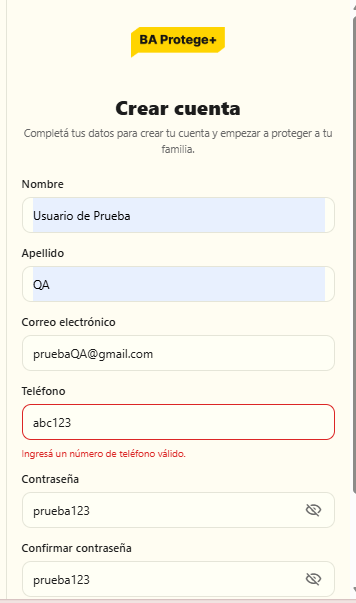 BA Protege+
Crear cuenta
Completá tus datos para crear tu cuenta y empezar a proteger a tu
familia.
Nombre
Usuario de Prueba
Apellido
QA
Correo electrónico
pruebaQA@gmail.com
Teléfono
abc123
Ingresá un número de teléfono válido.
Contraseña
prueba123
Confirmar contraseña
prueba123